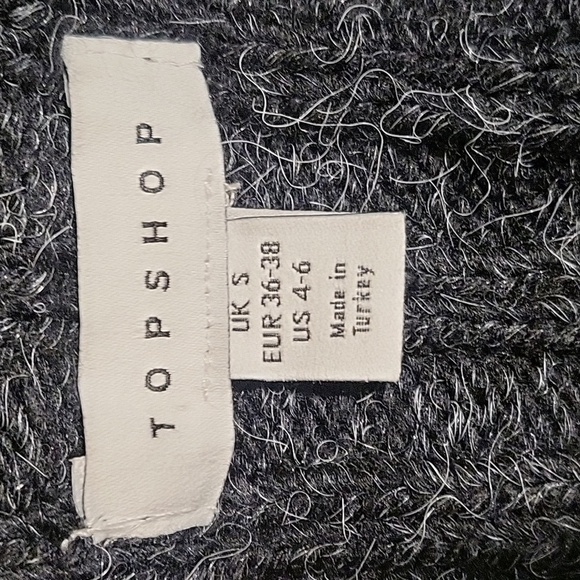 TOPSHOP
UK S
EUR 36-38
US 4-6
Made in
Turkey